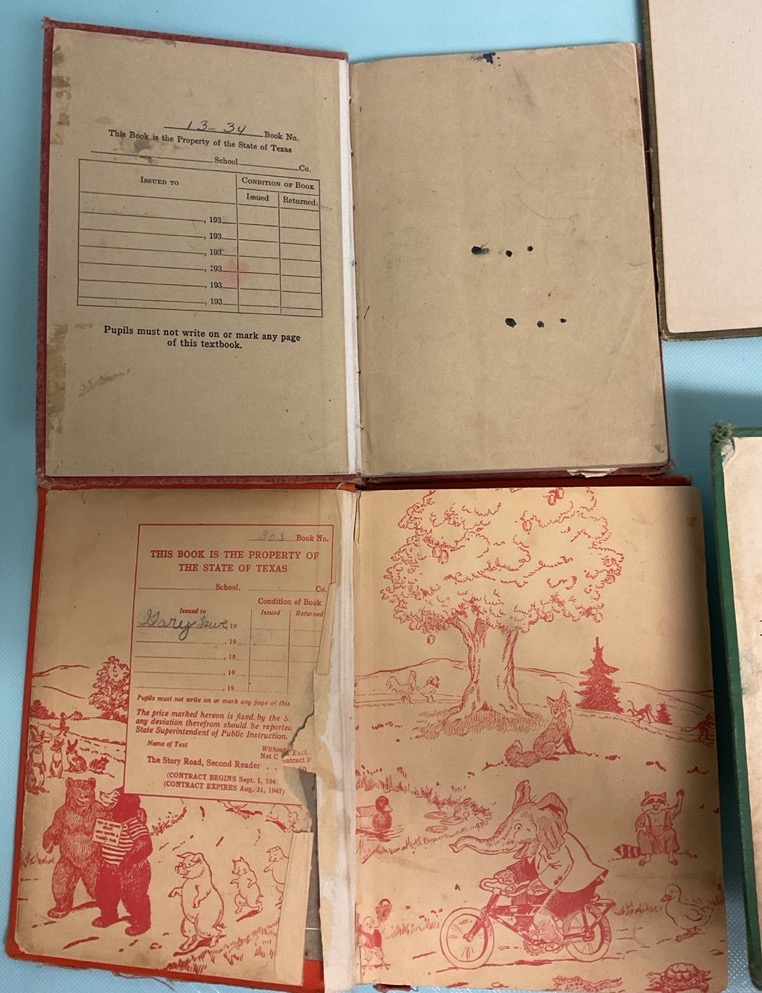 13-34 Book No.
This Book is the Property of the State of Texas
School Co.
Issued to
Condition of Book
Issued Returned
, 193
, 193
, 193
, 193
, 193
, 193
Pupils must not write on or mark any page
of this textbook.
303 Book No.
THIS BOOK IS THE PROPERTY OF
THE STATE OF TEXAS
School, Co.
Condition of Book
Issued to Issued Returned
Gary 19
, 19
, 19
, 19
, 19
Pupils must not write on or mark any page of this
The price marked hereon is fixed by the S
any deviation therefrom should be reported
State Superintendent of Public Instruction.
Name of Text
The Story Road, Second Reader
(CONTRACT BEGINS Sept. 1, 194
(CONTRACT EXPIRES Aug. 31, 1947)